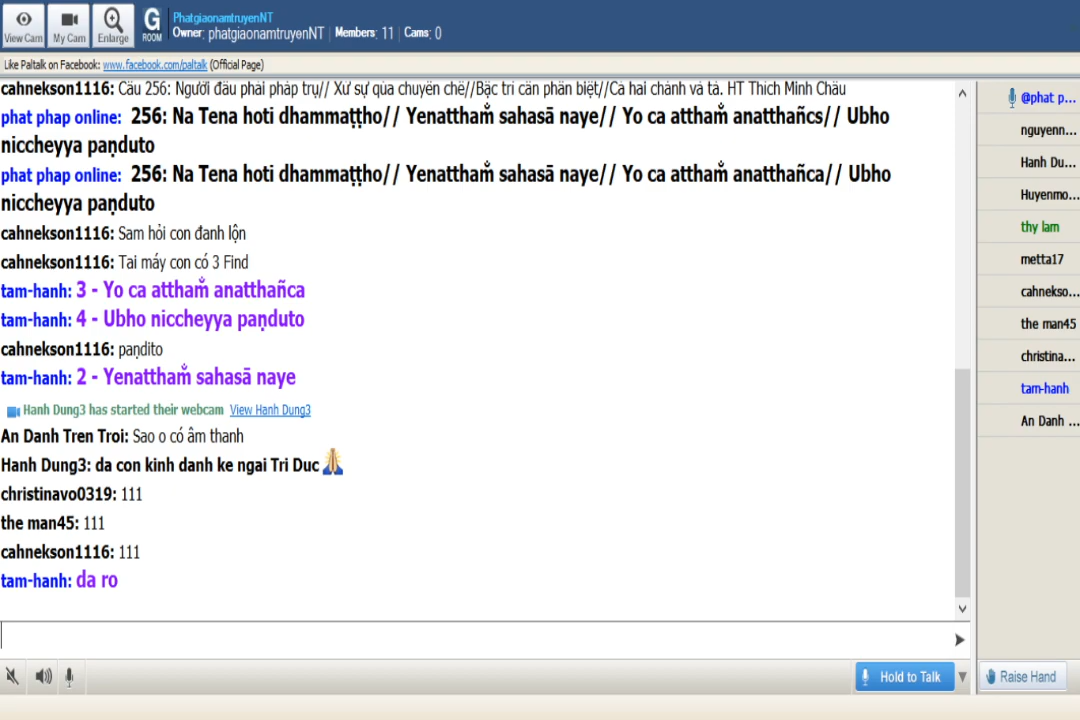 PhatgiaonamtruyenNT
View Cam My Cam Enlarge G ROOM Owner: phatgiaonamtruyenNT Members: 11 Cams: 0
Like Paltalk on Facebook: www.facebook.com/paltalk (Official Page)
cahnekson1116: Câu 256: Người đâu phải pháp trụ// Xử sự quá chuyên chế//Bậc trí cần phân biệt//Cả hai chánh và tà. HT Thích Minh Châu
phat phap online: 256: Na Tena hoti dhammaṭṭho// Yenatthaṁ̆ sahasā naye// Yo ca atthaṁ̆ anatthañcs// Ubho
niccheyya paṇduto
phat phap online: 256: Na Tena hoti dhammaṭṭho// Yenatthaṁ̆ sahasā naye// Yo ca atthaṁ̆ anatthañca// Ubho
niccheyya paṇduto
cahnekson1116: Sam hỏi con đanh lộn
cahnekson1116: Tai máy con có 3 Find
tam-hanh: 3 - Yo ca atthaṁ̆ anatthañca
tam-hanh: 4 - Ubho niccheyya paṇduto
cahnekson1116: paṇdito
tam-hanh: 2 - Yenatthaṁ̆ sahasā naye
Hanh Dung3 has started their webcam View Hanh Dung3
An Danh Tren Troi: Sao o có âm thanh
Hanh Dung3: da con kinh danh ke ngai Tri Duc 🙏
christinavo0319: 111
the man45: 111
cahnekson1116: 111
tam-hanh: da ro
@phat p...
nguyenn...
Hanh Du...
Huyenmo...
thy lam
metta17
cahnekso...
the man45
christina...
tam-hanh
An Danh ...
Hold to Talk
Raise Hand